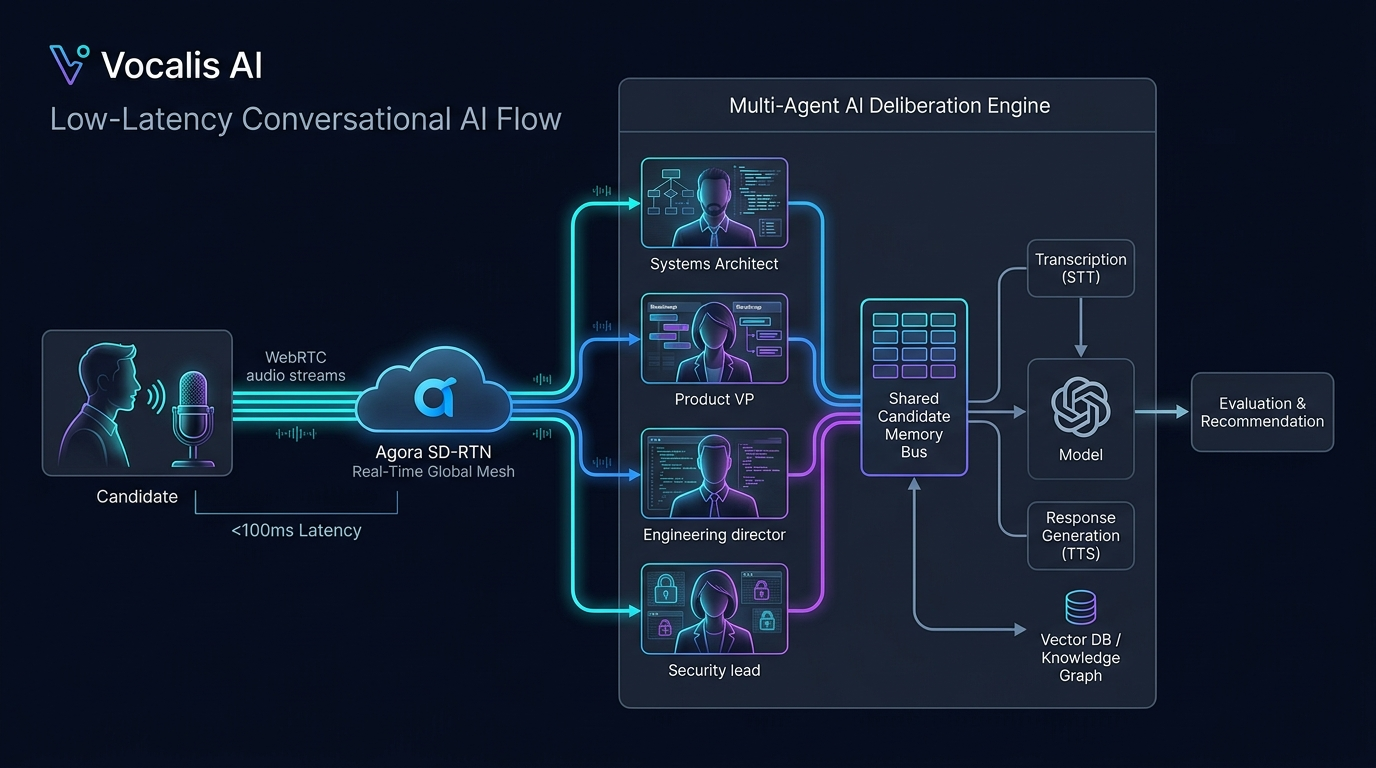 Vocalis AI
Low-Latency Conversational AI Flow
Multi-Agent AI Deliberation Engine
Candidate
WebRTC
audio streams
Agora SD-RTN
Real-Time Global Mesh
<100ms Latency
Systems Architect
Roadmap
Product VP
Engineering director
Security lead
Shared
Candidate
Memory
Bus
Transcription
(STT)
Model
Response
Generation
(TTS)
Vector DB /
Knowledge
Graph
Evaluation &
Recommendation